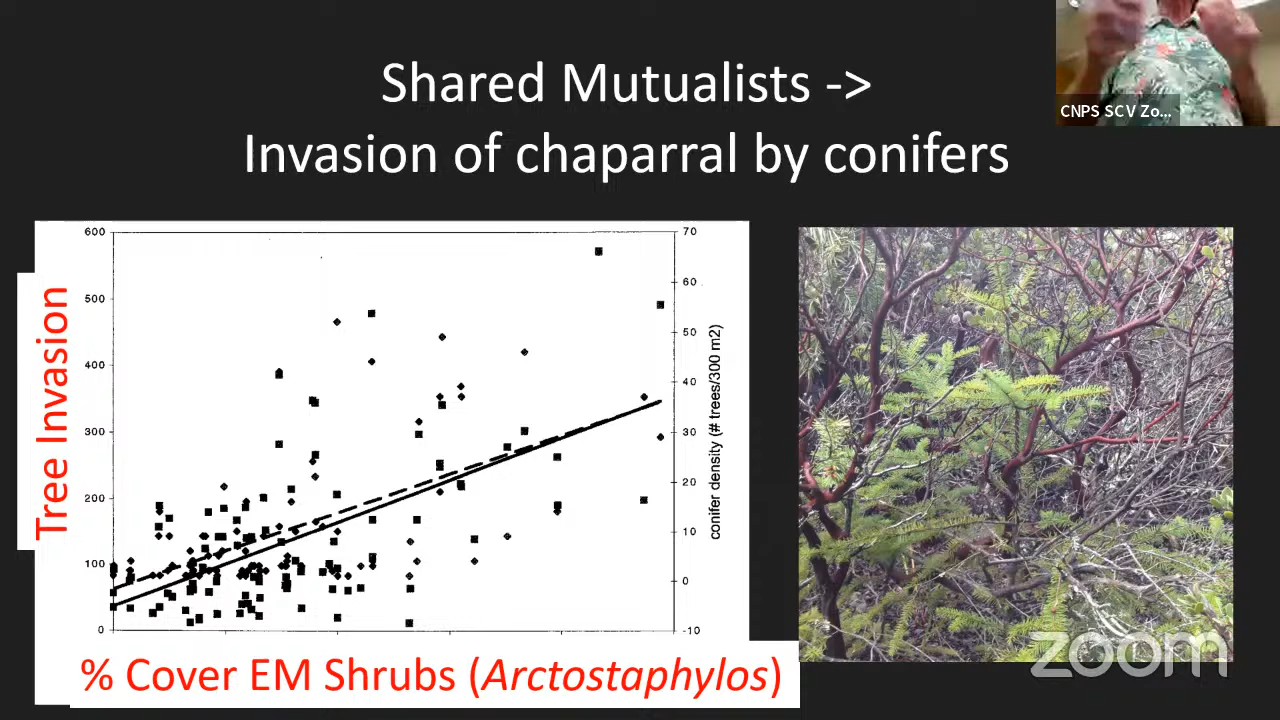 Shared Mutualists ->
Invasion of chaparral by conifers
CNPS SCV Zo...
Tree Invasion
600
500
400
300
200
100
0
70
60
50
40
30
20
10
0
-10
conifer density (# trees/300 m2)
% Cover EM Shrubs (Arctostaphylos)
zoom